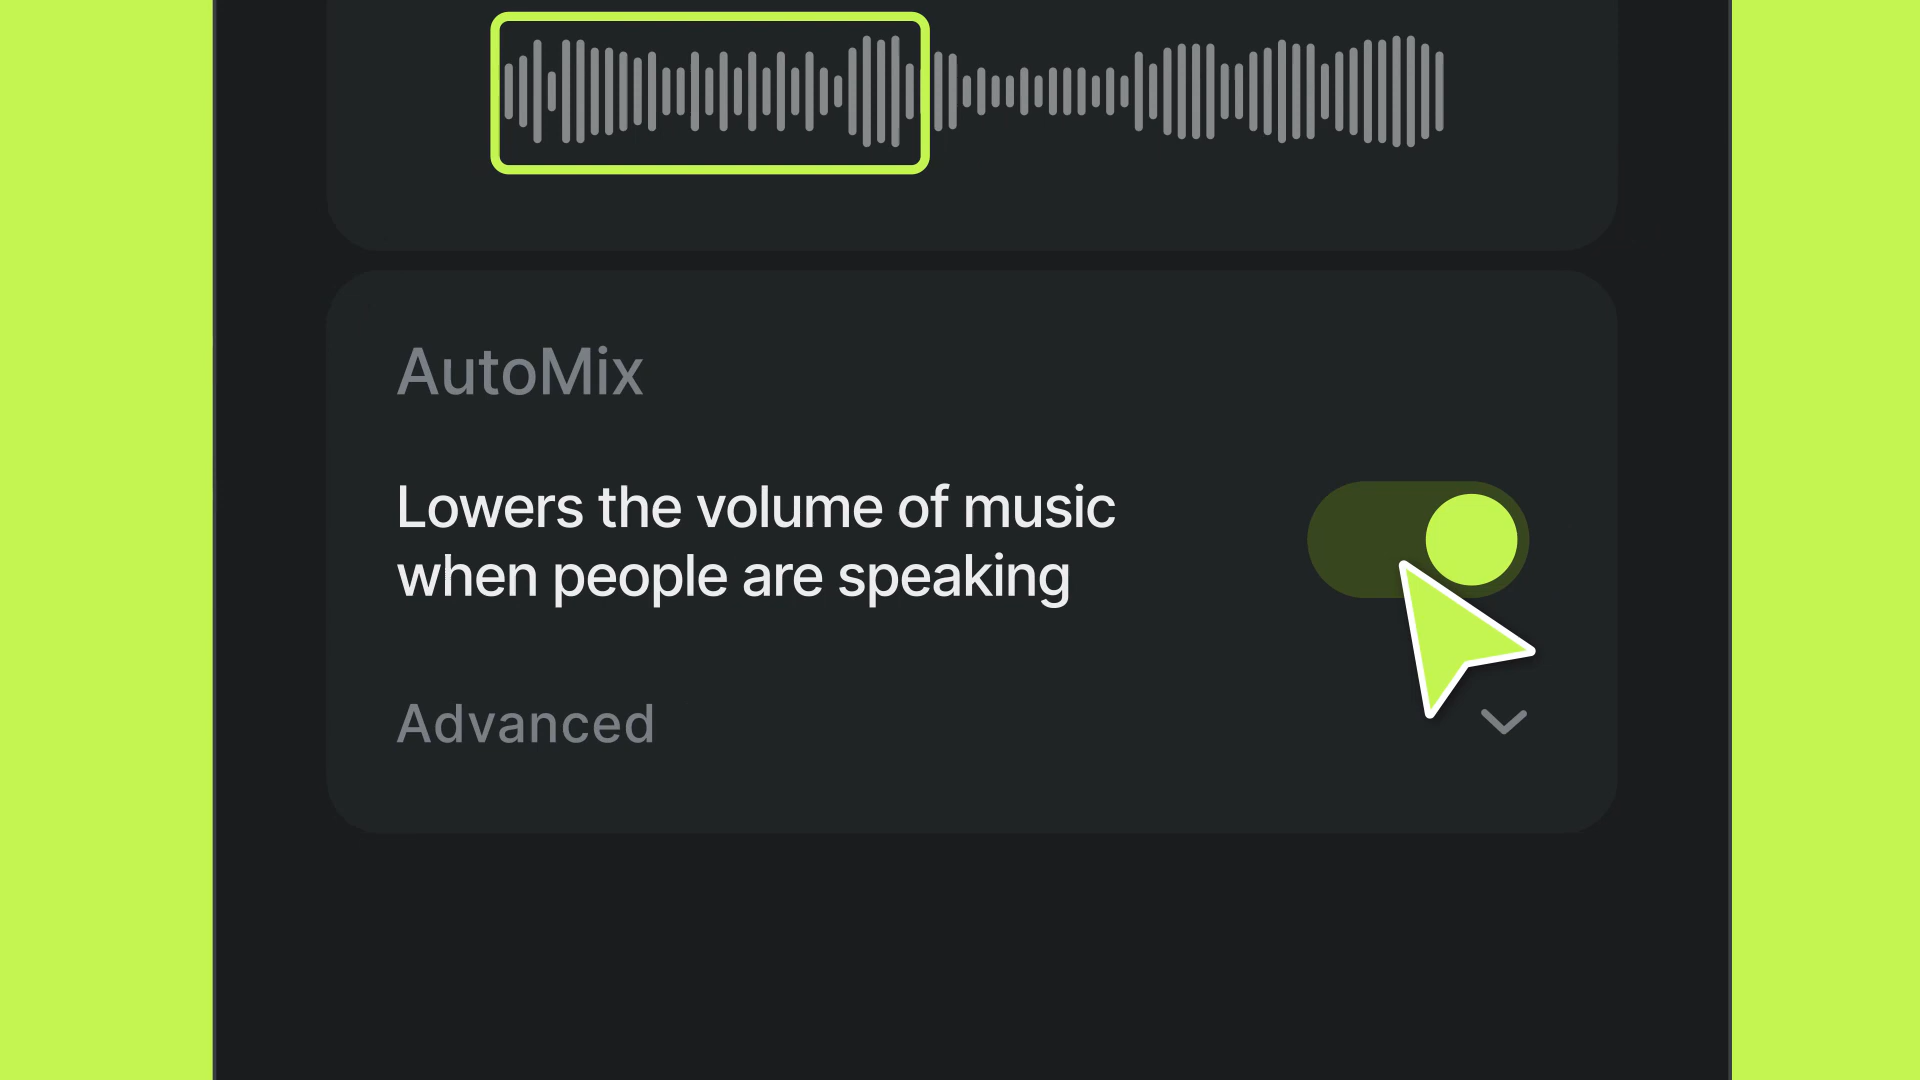 AutoMix
Lowers the volume of music
when people are speaking
Advanced